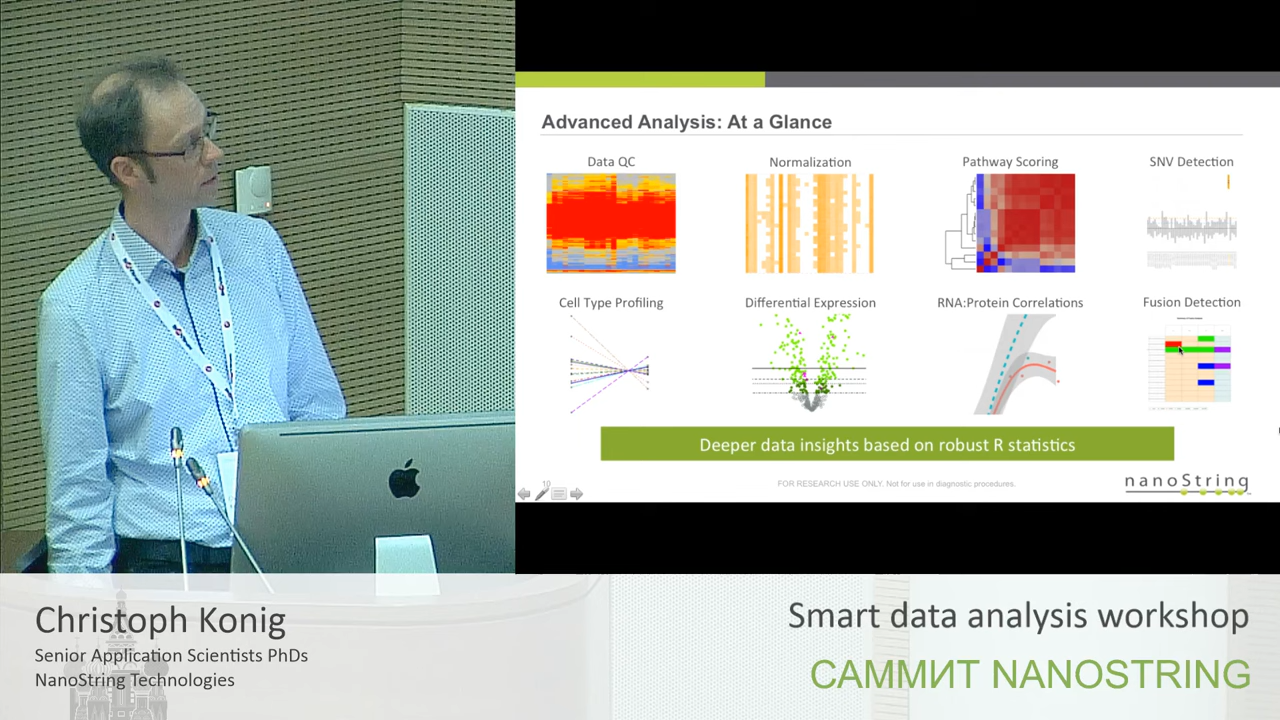 Advanced Analysis: At a Glance
Data QC
Normalization
Pathway Scoring
SNV Detection
Cell Type Profiling
Differential Expression
RNA:Protein Correlations
Fusion Detection
Deeper data insights based on robust R statistics
10
FOR RESEARCH USE ONLY. Not for use in diagnostic procedures.
nanoString
Christoph Konig
Senior Application Scientists PhDs
NanoString Technologies
Smart data analysis workshop
САММИТ NANOSTRING